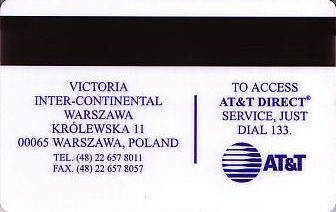 VICTORIA
INTER-CONTINENTAL
WARSZAWA
KRÓLEWSKA 11
00065 WARSZAWA, POLAND
TEL. (48) 22 657 8011
FAX. (48) 22 657 8057
TO ACCESS
AT&T DIRECT®
SERVICE, JUST
DIAL 133.
AT&T